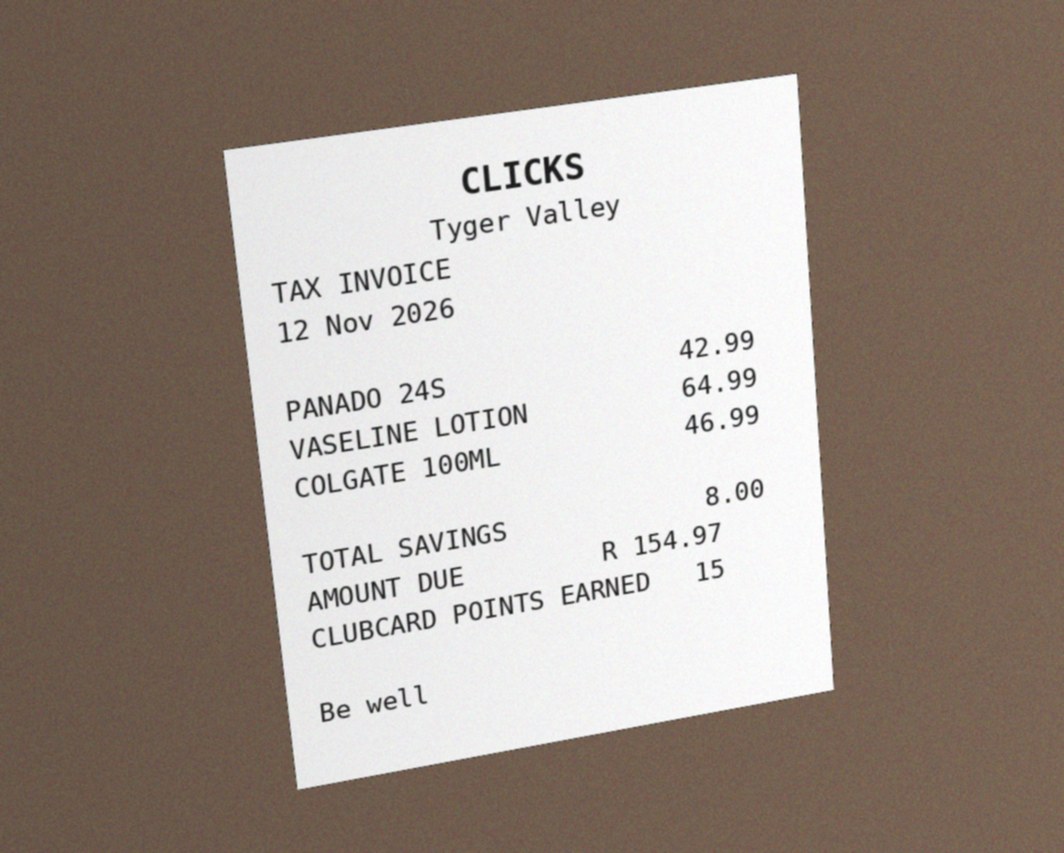 CLICKS
Tyger Valley
TAX INVOICE
12 Nov 2026
PANADO 24S 42.99
VASELINE LOTION 64.99
COLGATE 100ML 46.99
TOTAL SAVINGS 8.00
AMOUNT DUE R 154.97
CLUBCARD POINTS EARNED 15
Be well